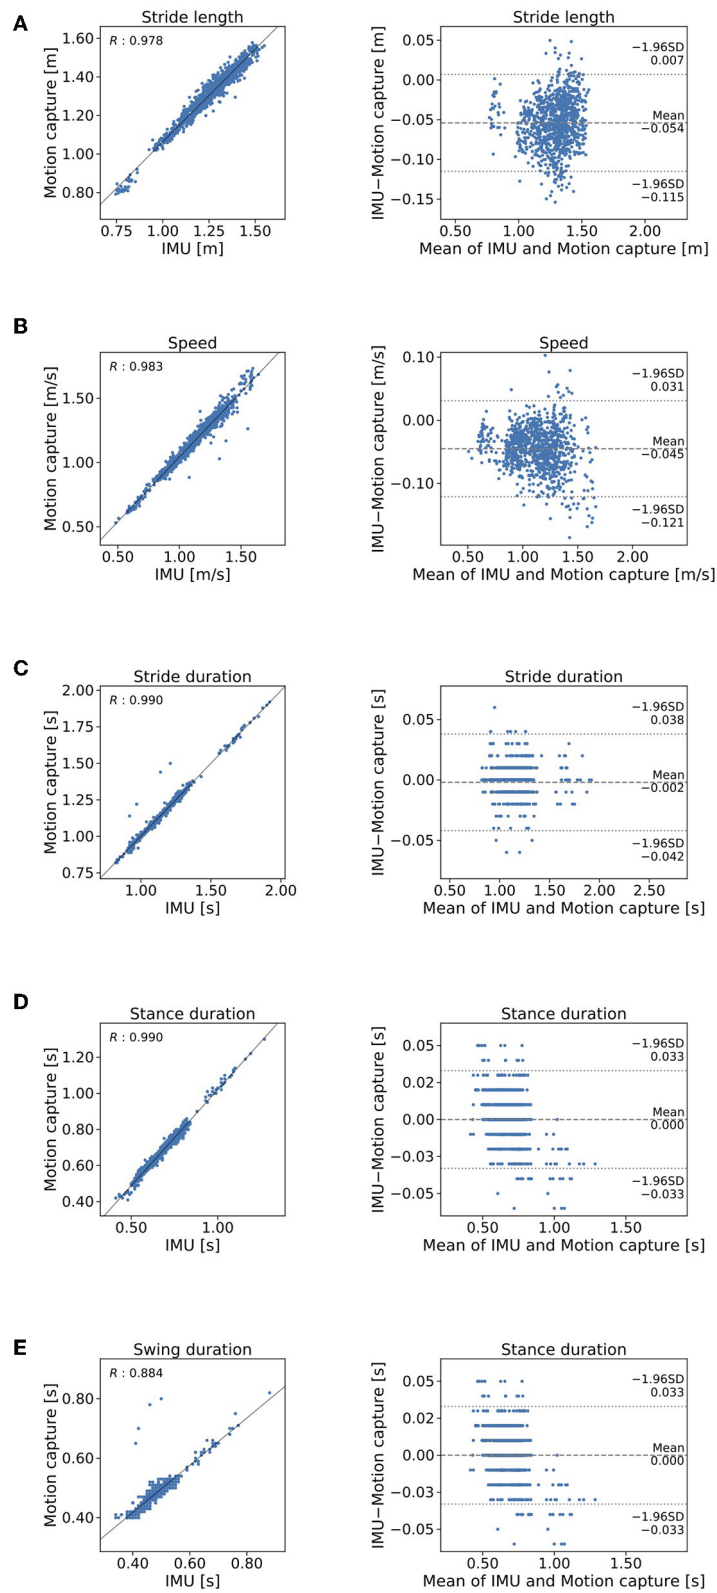 A
Stride length
R : 0.978
Motion capture [m]
1.60
1.40
1.20
1.00
0.80
0.75 1.00 1.25 1.50
IMU [m]
Stride length
IMU−Motion capture [m]
0.05
0.00
−0.05
−0.10
−0.15
−1.96SD
0.007
Mean
−0.054
−1.96SD
−0.115
0.50 1.00 1.50 2.00
Mean of IMU and Motion capture [m]
B
Speed
R : 0.983
Motion capture [m/s]
1.50
1.00
0.50
0.50 1.00 1.50
IMU [m/s]
Speed
IMU−Motion capture [m/s]
0.10
0.00
−0.10
−1.96SD
0.031
Mean
−0.045
−1.96SD
−0.121
0.50 1.00 1.50 2.00
Mean of IMU and Motion capture [m/s]
C
Stride duration
R : 0.990
Motion capture [s]
2.00
1.75
1.50
1.25
1.00
0.75
1.00 1.25 1.50 1.75 2.00
IMU [s]
Stride duration
IMU−Motion capture [s]
0.05
0.00
−0.05
−1.96SD
0.038
Mean
−0.002
−1.96SD
−0.042
0.50 1.00 1.50 2.00 2.50
Mean of IMU and Motion capture [s]
D
Stance duration
R : 0.990
Motion capture [s]
1.20
1.00
0.80
0.60
0.40
0.50 1.00
IMU [s]
Stance duration
IMU−Motion capture [s]
0.05
0.02
0.00
−0.03
−0.05
−1.96SD
0.033
Mean
0.000
−1.96SD
−0.033
0.50 1.00 1.50
Mean of IMU and Motion capture [s]
E
Swing duration
R : 0.884
Motion capture [s]
0.80
0.60
0.40
0.40 0.60 0.80
IMU [s]
Stance duration
IMU−Motion capture [s]
0.05
0.02
0.00
−0.03
−0.05
−1.96SD
0.033
Mean
0.000
−1.96SD
−0.033
0.50 1.00 1.50
Mean of IMU and Motion capture [s]